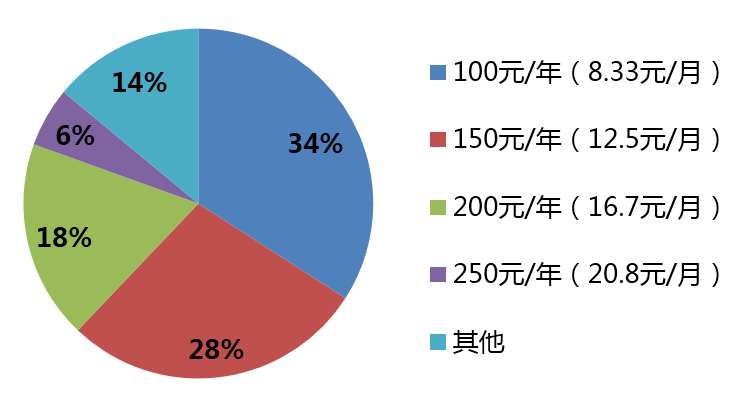 14%
6%
34%
18%
28%
100元/年（8.33元/月）
150元/年（12.5元/月）
200元/年（16.7元/月）
250元/年（20.8元/月）
其他